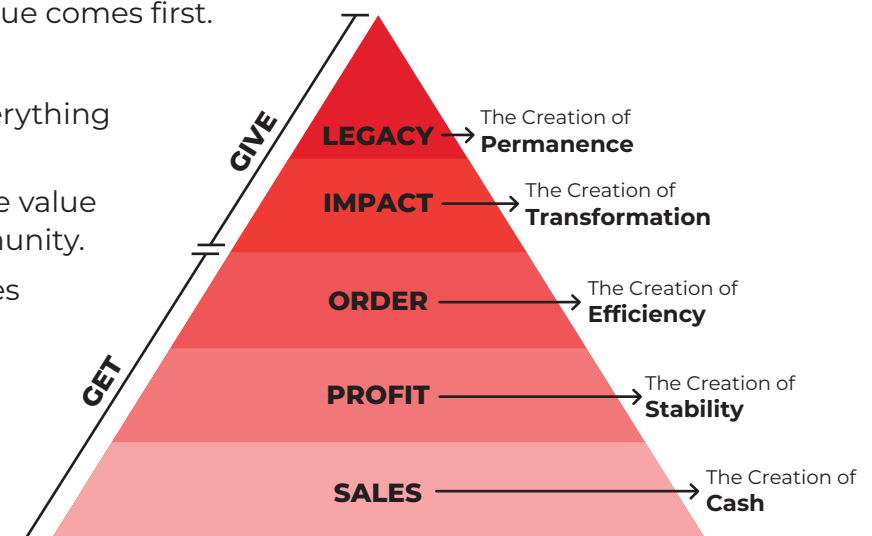 ue comes first.
erything
e value
unity.
es
GIVE
GET
LEGACY
The Creation of
Permanence
IMPACT
The Creation of
Transformation
ORDER
The Creation of
Efficiency
PROFIT
The Creation of
Stability
SALES
The Creation of
Cash